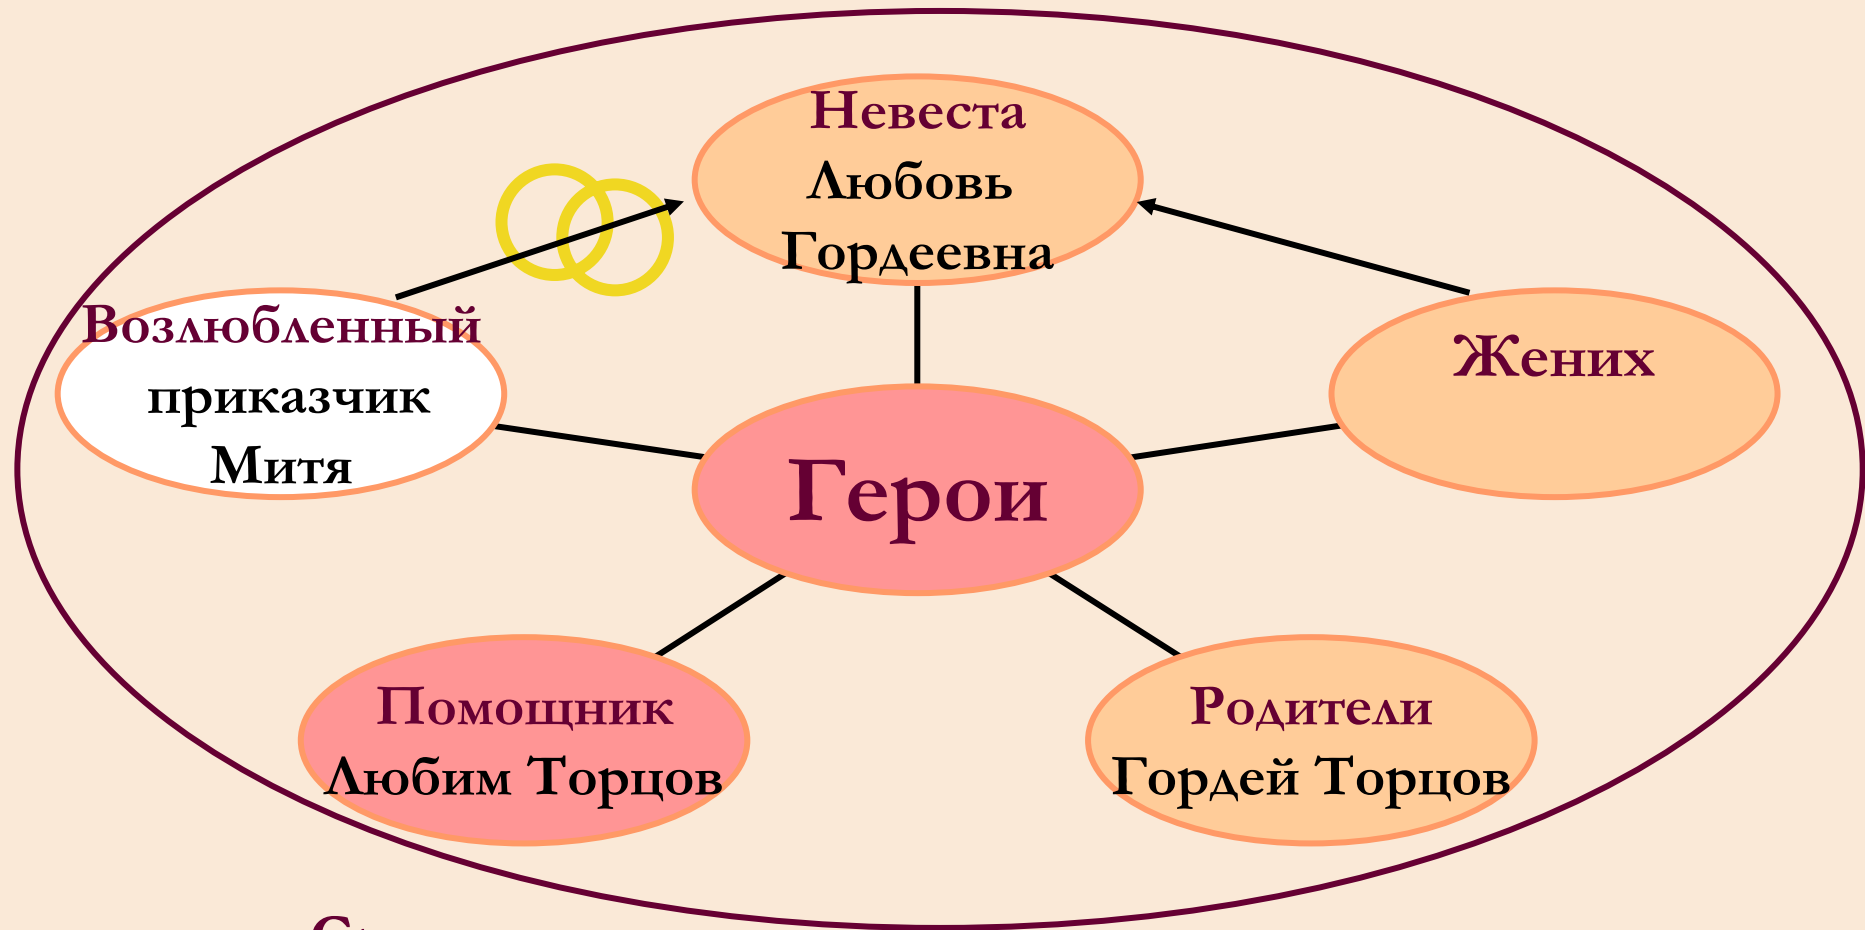 Невеста
Любовь
Гордеевна
Возлюбленный
приказчик
Митя
Жених
Герои
Помощник
Любим Торцов
Родители
Гордей Торцов